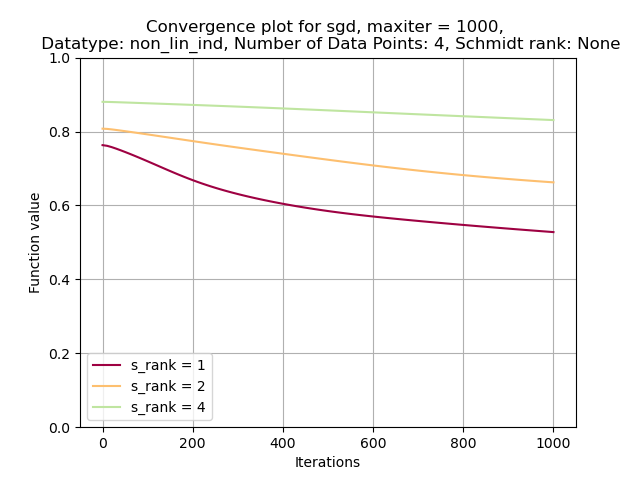 Convergence plot for sgd, maxiter = 1000,
Datatype: non_lin_ind, Number of Data Points: 4, Schmidt rank: None
1.0
0.8
0.6
0.4
0.2
0.0
Function value
s_rank = 1
s_rank = 2
s_rank = 4
0 200 400 600 800 1000
Iterations